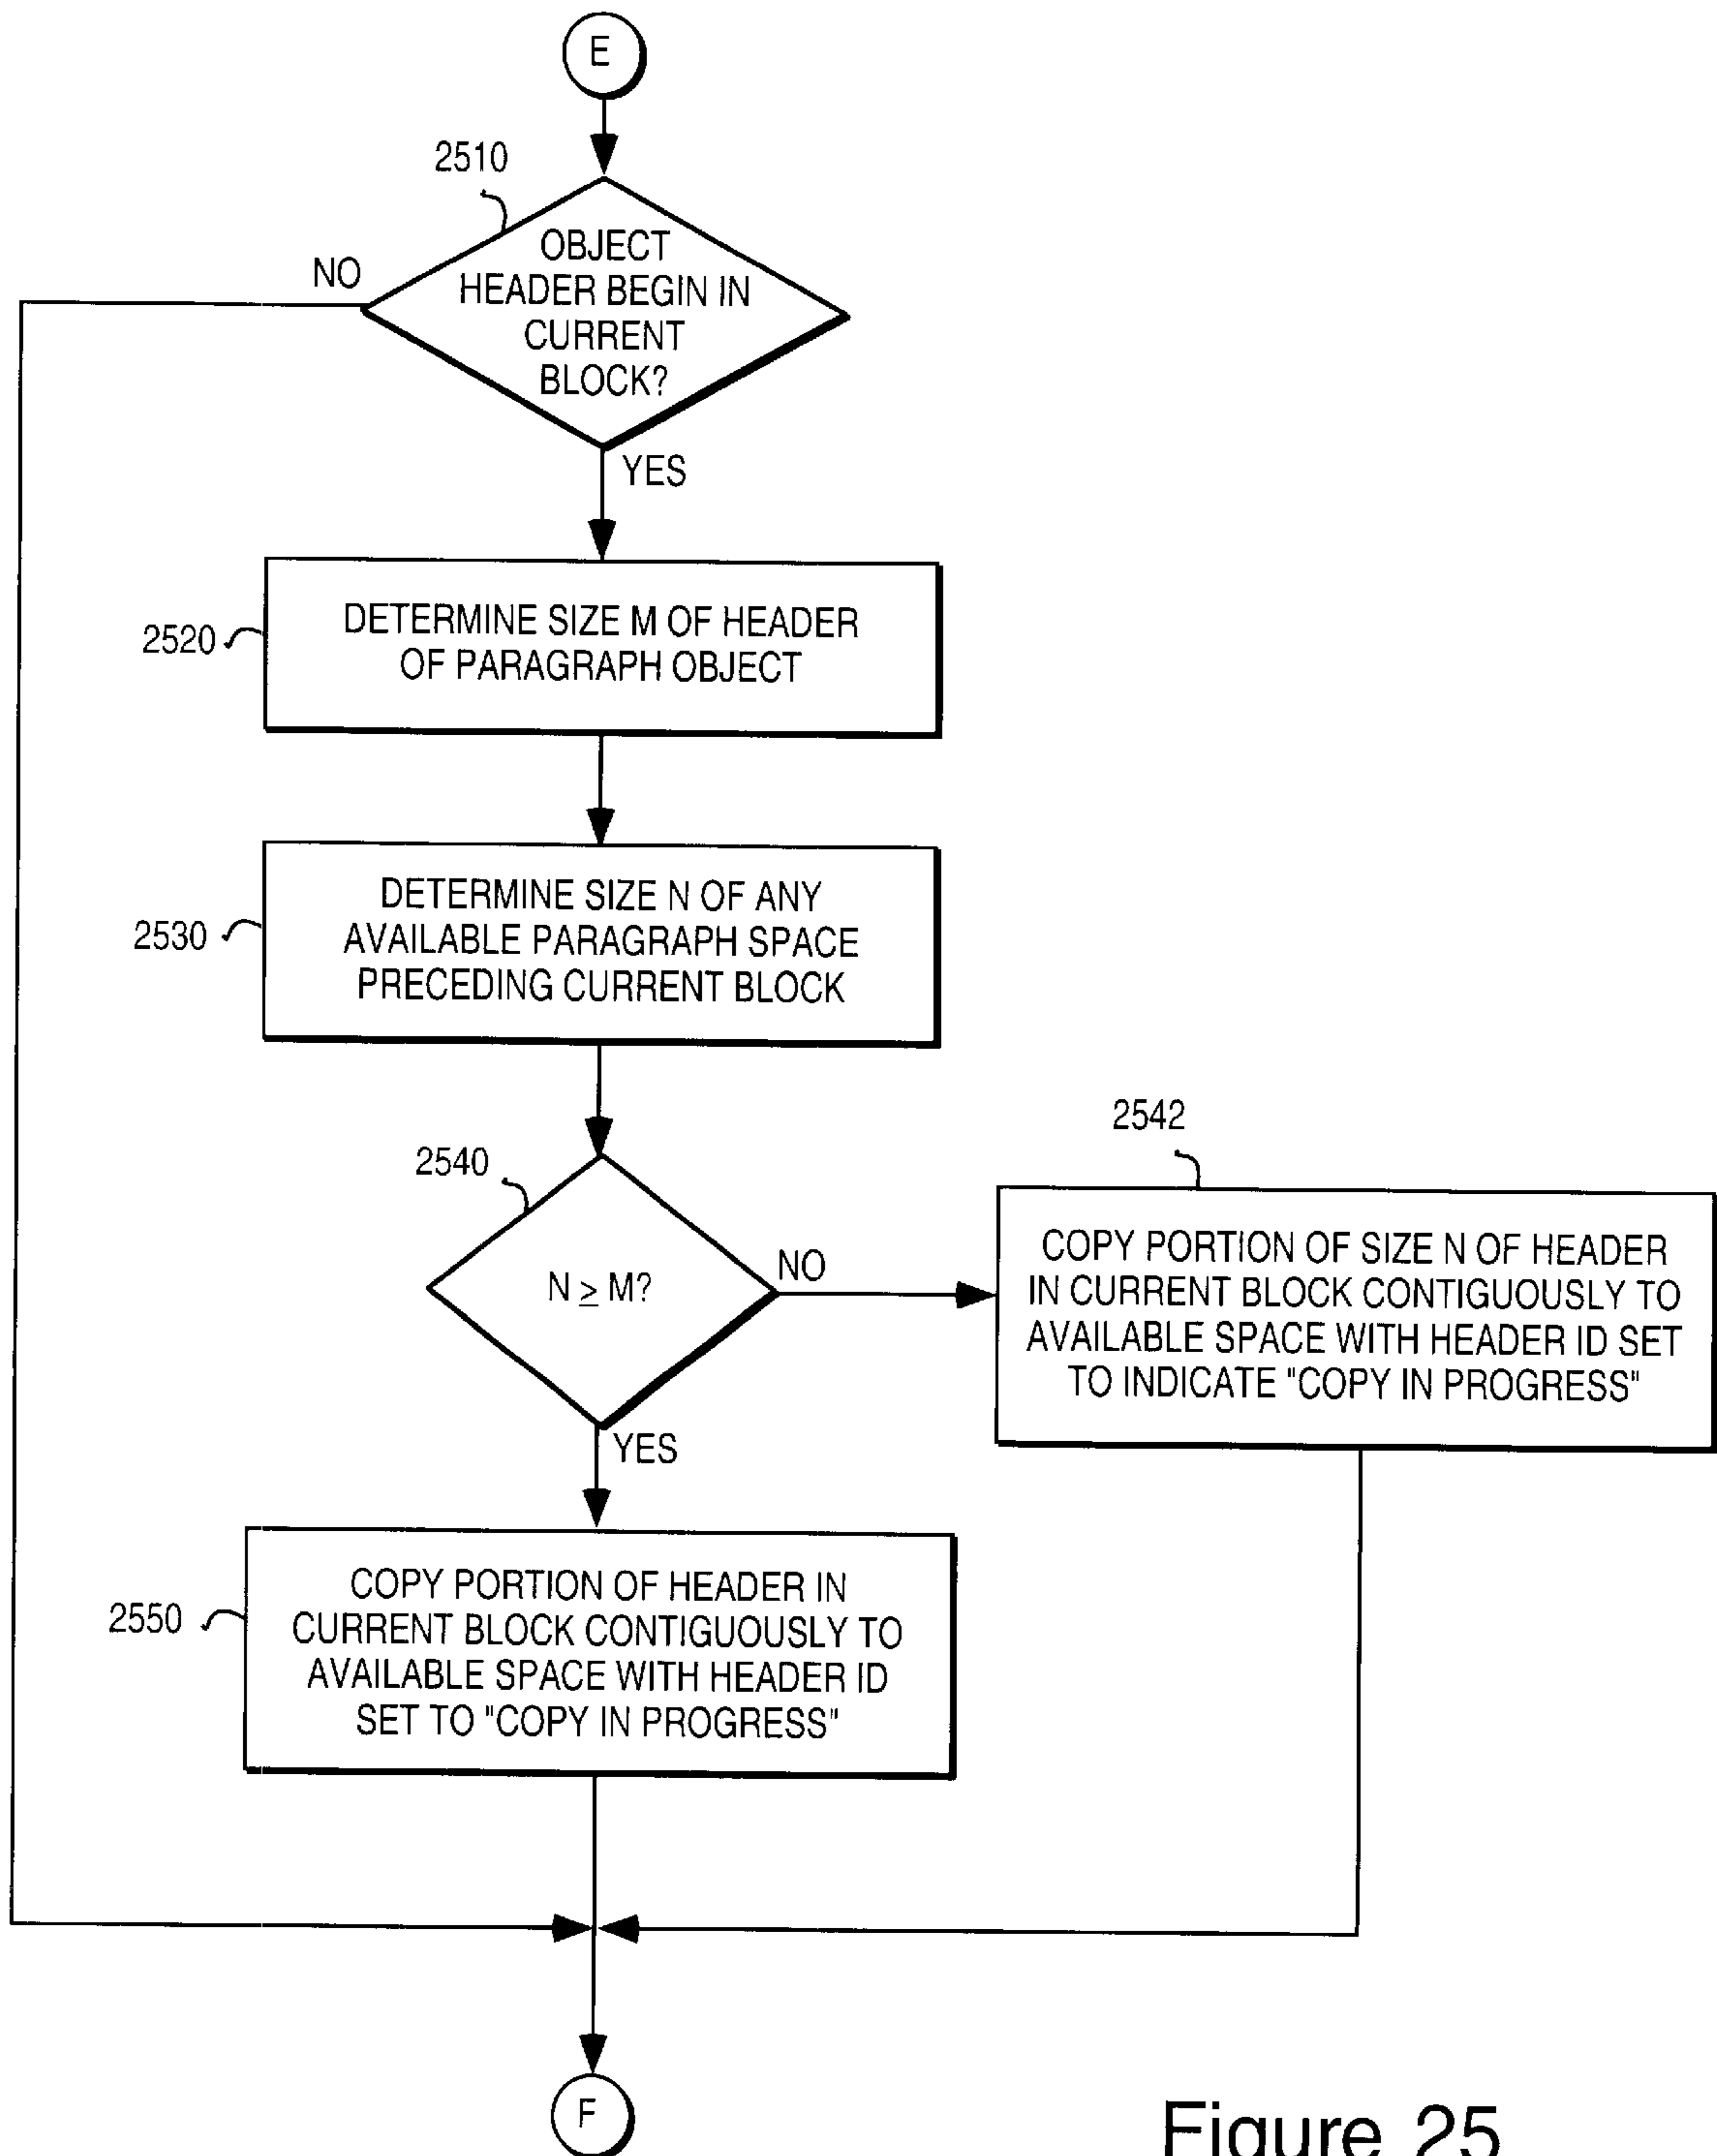 E
2510
OBJECT
HEADER BEGIN IN
CURRENT
BLOCK?
NO
YES
2520
DETERMINE SIZE M OF HEADER
OF PARAGRAPH OBJECT
2530
DETERMINE SIZE N OF ANY
AVAILABLE PARAGRAPH SPACE
PRECEDING CURRENT BLOCK
2540
N ≥ M?
NO
YES
2542
COPY PORTION OF SIZE N OF HEADER
IN CURRENT BLOCK CONTIGUOUSLY TO
AVAILABLE SPACE WITH HEADER ID SET
TO INDICATE "COPY IN PROGRESS"
2550
COPY PORTION OF HEADER IN
CURRENT BLOCK CONTIGUOUSLY TO
AVAILABLE SPACE WITH HEADER ID
SET TO "COPY IN PROGRESS"
F
Figure 25